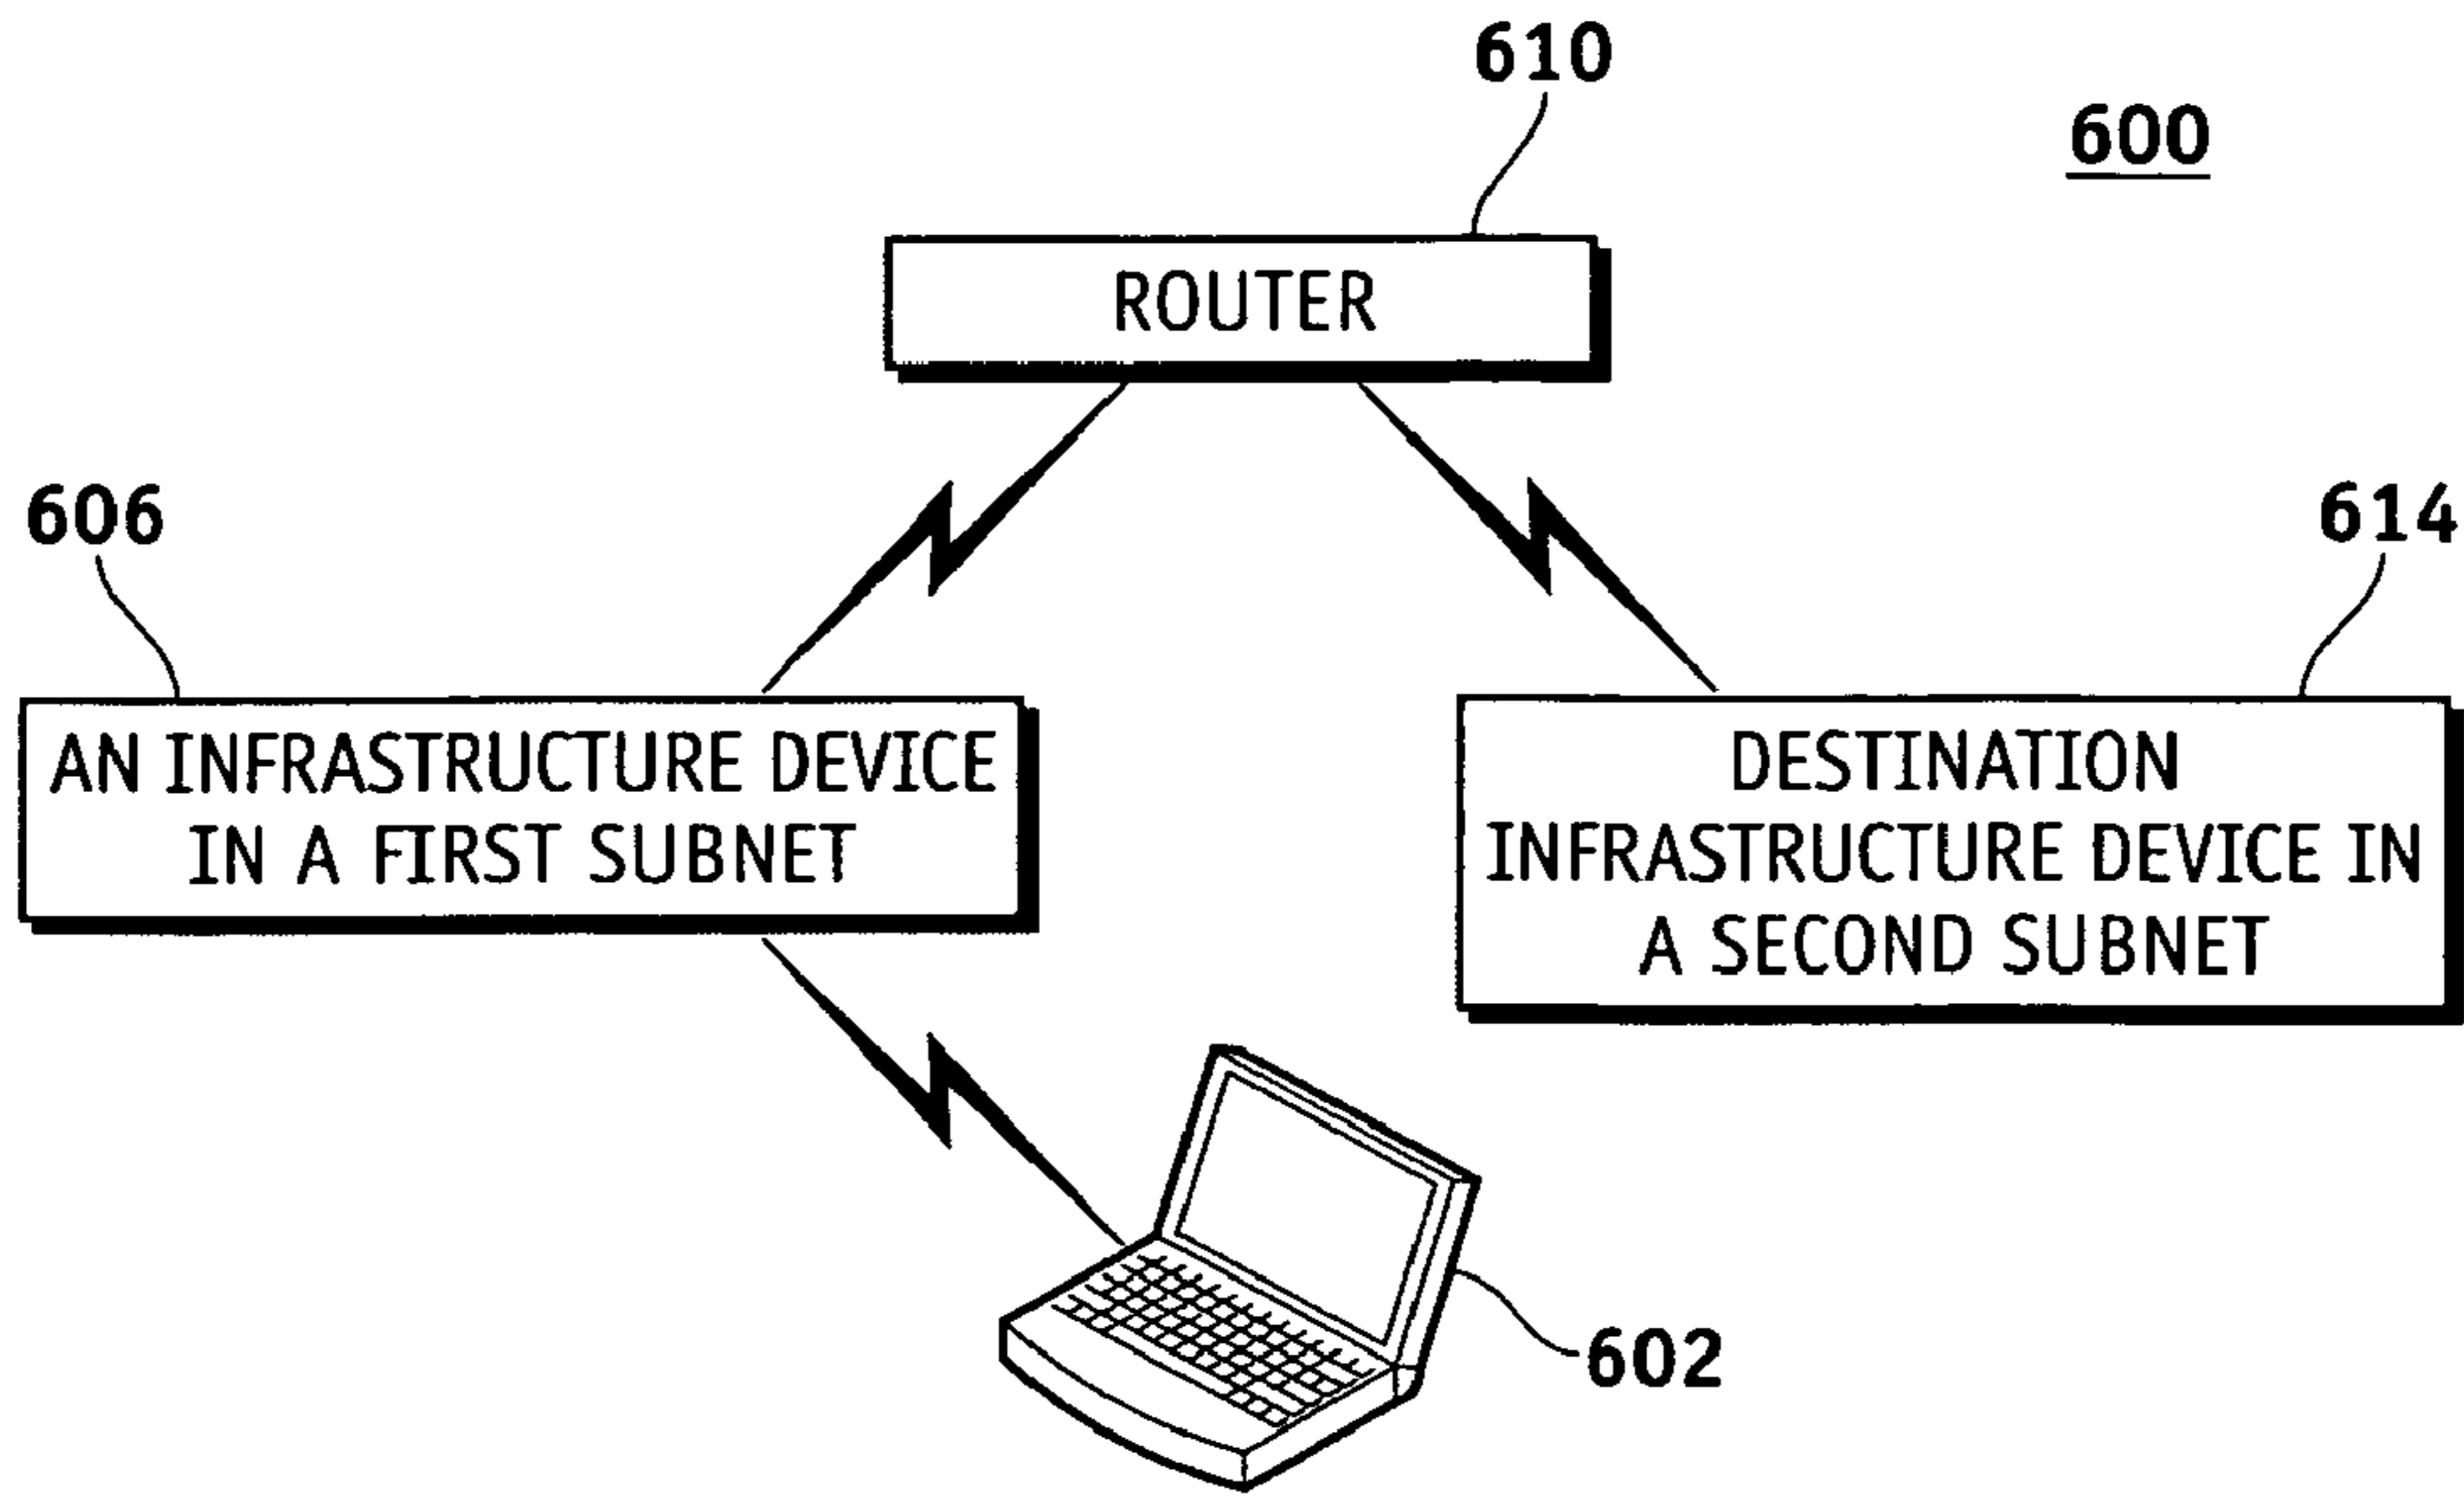 610
600
ROUTER
606
614
AN INFRASTRUCTURE DEVICE
IN A FIRST SUBNET
DESTINATION
INFRASTRUCTURE DEVICE IN
A SECOND SUBNET
602